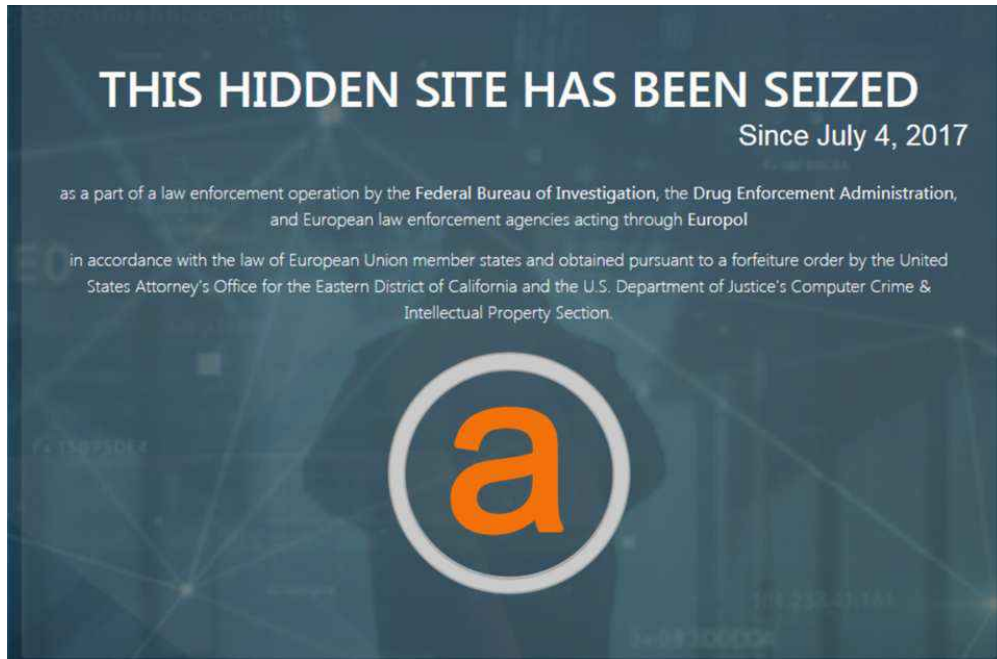 THIS HIDDEN SITE HAS BEEN SEIZED
Since July 4, 2017
as a part of a law enforcement operation by the Federal Bureau of Investigation, the Drug Enforcement Administration,
and European law enforcement agencies acting through Europol
in accordance with the law of European Union member states and obtained pursuant to a forfeiture order by the United
States Attorney's Office for the Eastern District of California and the U.S. Department of Justice's Computer Crime &
Intellectual Property Section.
a